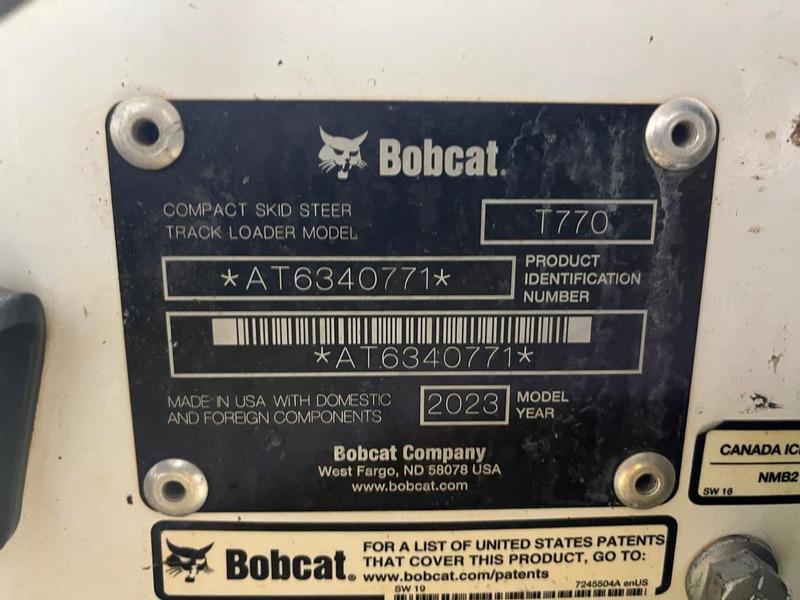 Bobcat.
COMPACT SKID STEER
TRACK LOADER MODEL
T770
*AT6340771*
PRODUCT
IDENTIFICATION
NUMBER
*AT6340771*
MADE IN USA WITH DOMESTIC
AND FOREIGN COMPONENTS
2023
MODEL
YEAR
Bobcat Company
West Fargo, ND 58078 USA
www.bobcat.com
CANADA IC
NMB2
SW 16
Bobcat.
FOR A LIST OF UNITED STATES PATENTS
THAT COVER THIS PRODUCT, GO TO:
www.bobcat.com/patents
SW 19
7245504A enUS